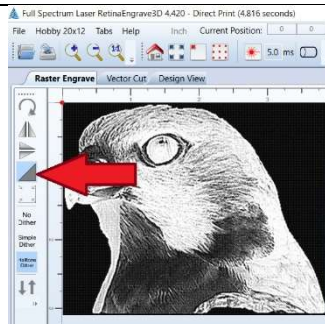 Full Spectrum Laser RetinaEngrave3D 4.420 - Direct Print (4.816 seconds)
File Hobby 20x12 Tabs Help Inch Current Position: 0 0
5.0 ms
Raster Engrave Vector Cut Design View
No
Dither
Simple
Dither
Dither